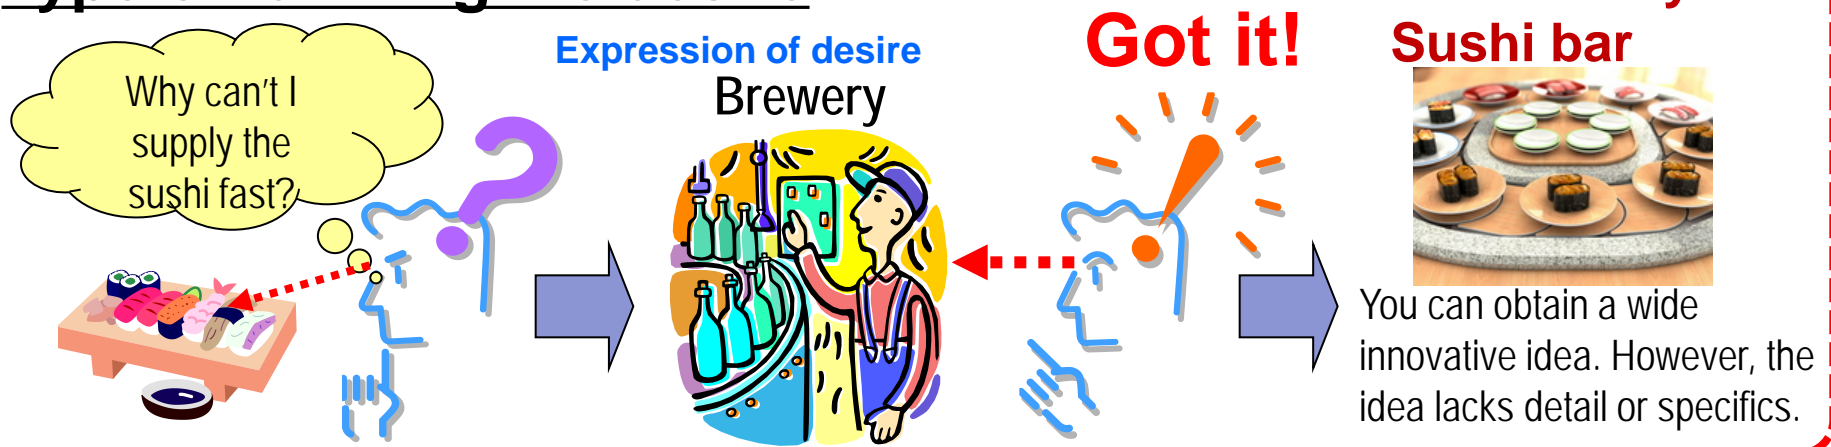 Expression of desire
Brewery
Got it!
Sushi bar
Why can't I
supply the
sushi fast?
You can obtain a wide
innovative idea. However, the
idea lacks detail or specifics.